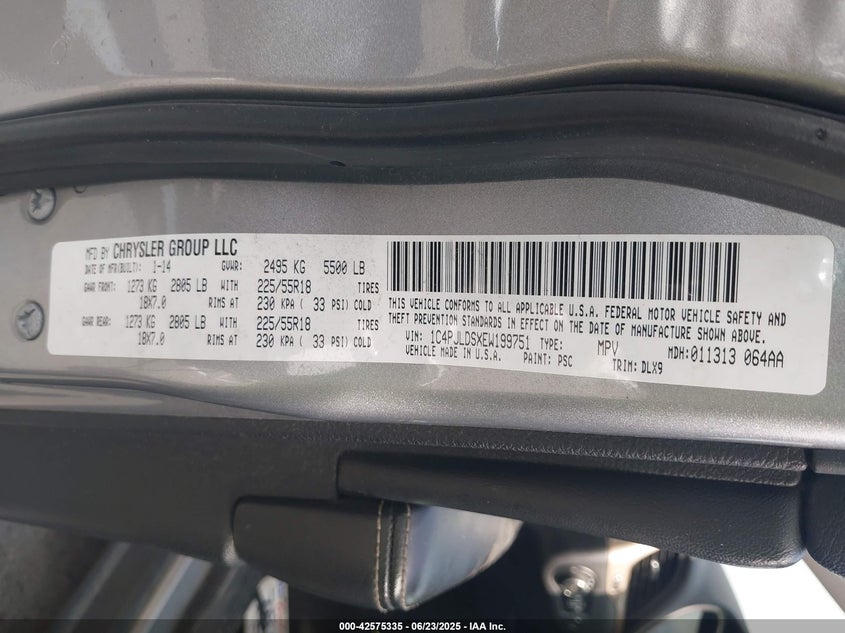 MFD BY CHRYSLER GROUP LLC
DATE OF MFR(BUILT): 1-14 GVWR: 2495 KG 5500 LB
GAWR FRONT: 1273 KG 2805 LB WITH 225/55R18 TIRES
18X7.0 RIMS AT 230 KPA ( 33 PSI) COLD
GAWR REAR: 1273 KG 2805 LB WITH 225/55R18 TIRES
18X7.0 RIMS AT 230 KPA ( 33 PSI) COLD
THIS VEHICLE CONFORMS TO ALL APPLICABLE U.S.A. FEDERAL MOTOR VEHICLE SAFETY AND
THEFT PREVENTION STANDARDS IN EFFECT ON THE DATE OF MANUFACTURE SHOWN ABOVE.
VIN: 1C4PJLDSXEW199751 TYPE: MPV MDH:011313 064AA
VEHICLE MADE IN U.S.A. PAINT: PSC TRIM: DLX9
000-42575335 - 06/23/2025 - IAA Inc.